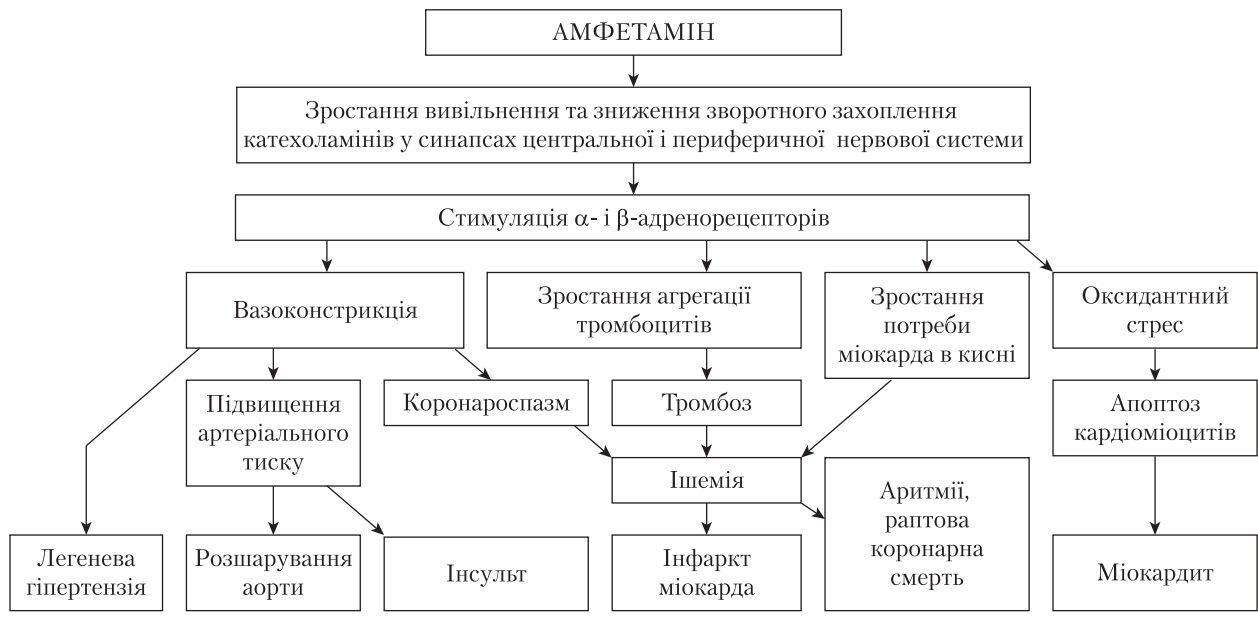 АМФЕТАМІН
Зростання вивільнення та зниження зворотного захоплення
катехоламінів у синапсах центральної і периферичної нервової системи
Стимуляція α- і β-адренорецепторів
Вазоконстрикція
Зростання агрегації
тромбоцитів
Зростання
потреби
міокарда в кисні
Оксидантний
стрес
Підвищення
артеріального
тиску
Коронароспазм
Тромбоз
Апоптоз
кардіоміоцитів
Ішемія
Аритмії,
раптова
коронарна
смерть
Легенева
гіпертензія
Розшарування
аорти
Інсульт
Інфаркт
міокарда
Міокардит